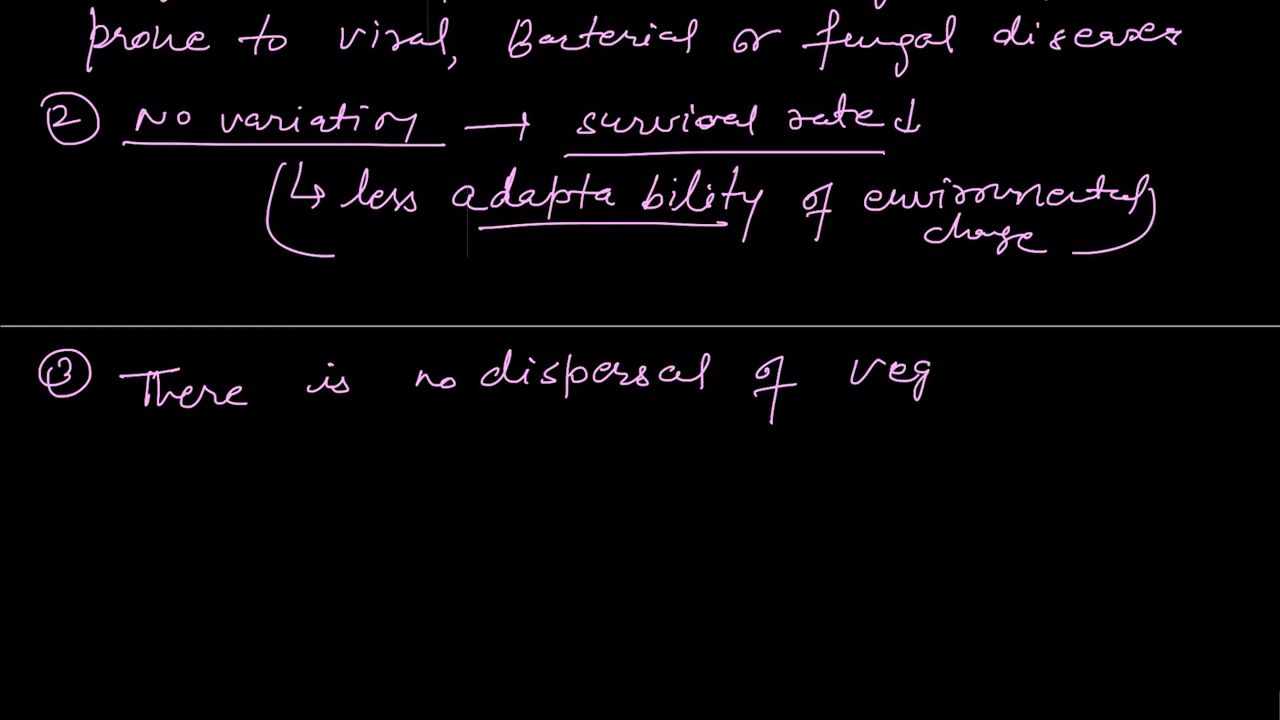 prone to viral, Bacterial or fungal diseases
② No variation → survival rate ↓
(↳ less adaptability of environmental
change)
③ There is no dispersal of veg